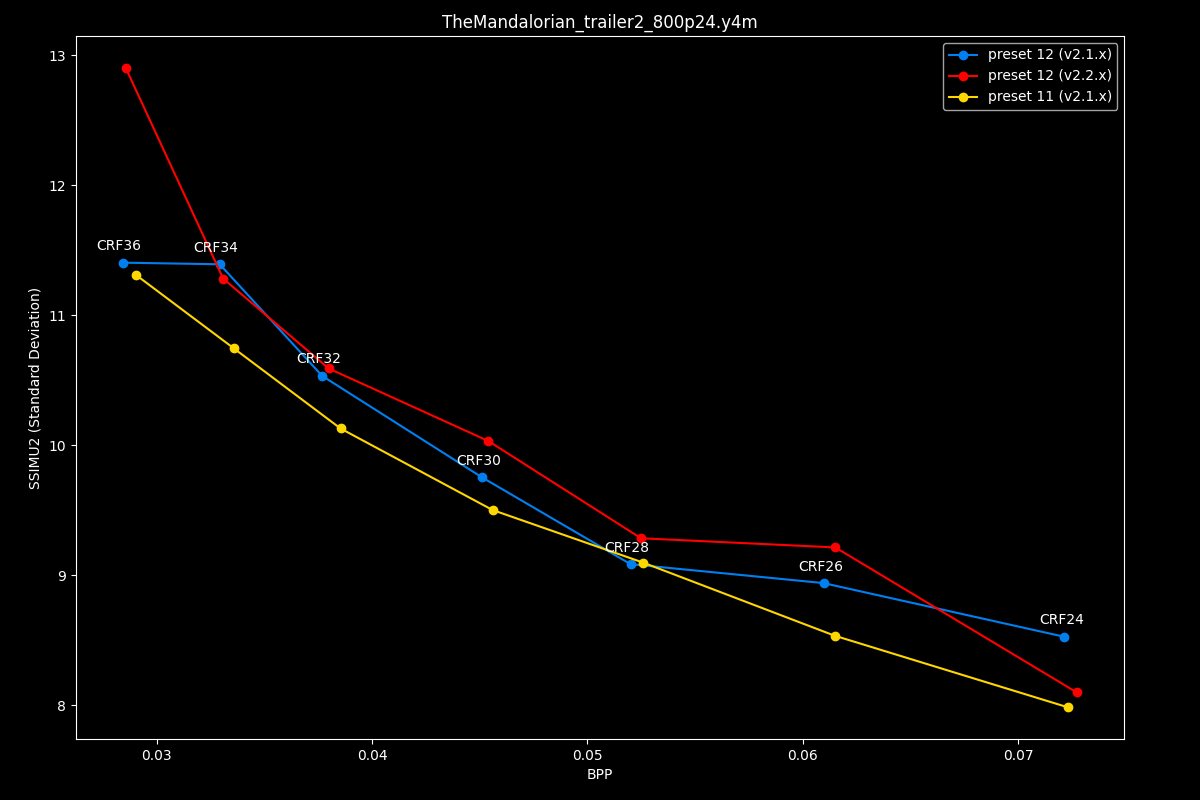 TheMandalorian_trailer2_800p24.y4m
preset 12 (v2.1.x)
preset 12 (v2.2.x)
preset 11 (v2.1.x)
13
12
11
10
9
8
SSIMU2 (Standard Deviation)
CRF36
CRF34
CRF32
CRF30
CRF28
CRF26
CRF24
0.03
0.04
0.05
0.06
0.07
BPP